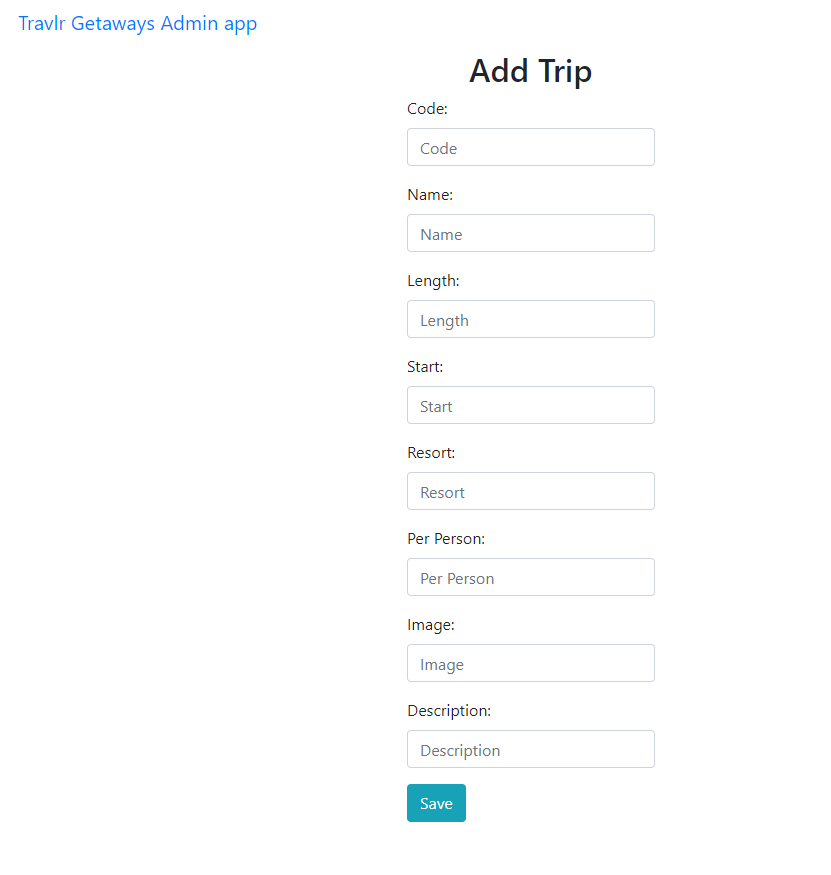 Travlr Getaways Admin app
Add Trip
Code:
Code
Name:
Name
Length:
Length
Start:
Start
Resort:
Resort
Per Person:
Per Person
Image:
Image
Description:
Description
Save